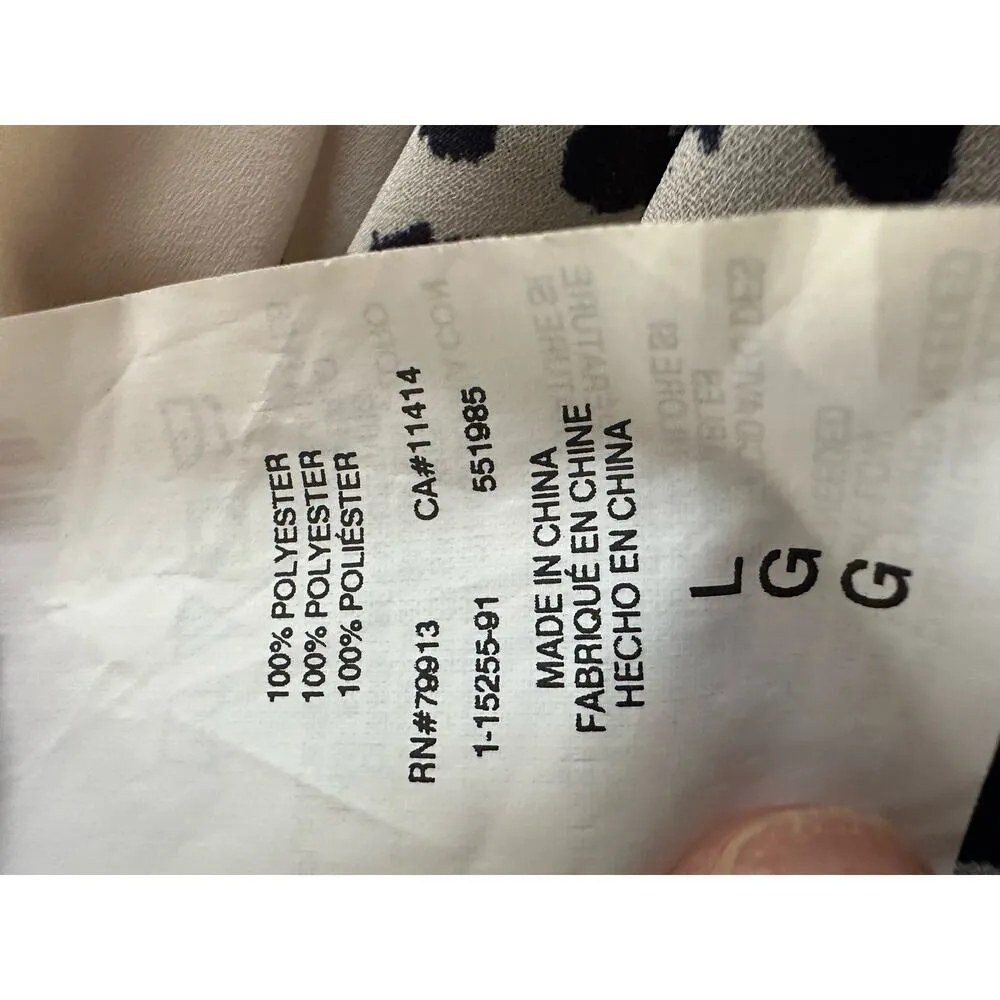 100% POLYESTER
100% POLYESTER
100% POLIÉSTER
RN#79913 CA#11414
1-15255-91 551985
MADE IN CHINA
FABRIQUÉ EN CHINE
HECHO EN CHINA
L
G
G